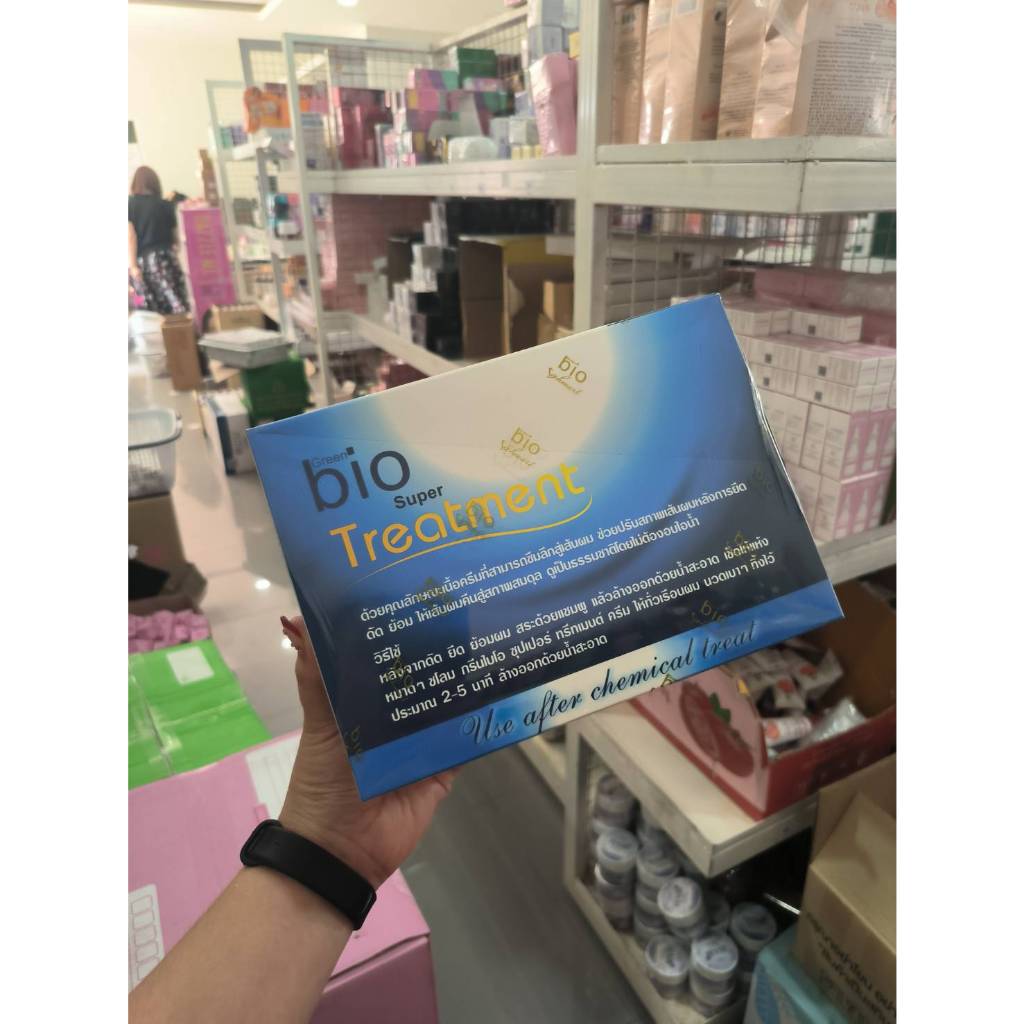 bio
Sydmart
bio
Sydmart
Green
bio
Super
Treatment
ด้วยคุณลักษณะเนื้อครีมที่สามารถซึมลึกสู่เส้นผม ช่วยปรับสภาพเส้นผมหลังการยืด
ดัด ย้อม ให้เส้นผมคืนสู่สภาพสมดุล ดูเป็นธรรมชาติโดยไม่ต้องอบไอน้ำ
วิธีใช้
หลังจากดัด ยืด ย้อมผม สระด้วยแชมพู แล้วล้างออกด้วยน้ำสะอาด เช็ดให้แห้ง
หมาดๆ ชโลม กรีนไบโอ ซุปเปอร์ ทรีทเมนต์ ครีม ให้ทั่วเรือนผม นวดเบาๆ ทิ้งไว้
ประมาณ 2-5 นาที ล้างออกด้วยน้ำสะอาด
Use after chemical treat